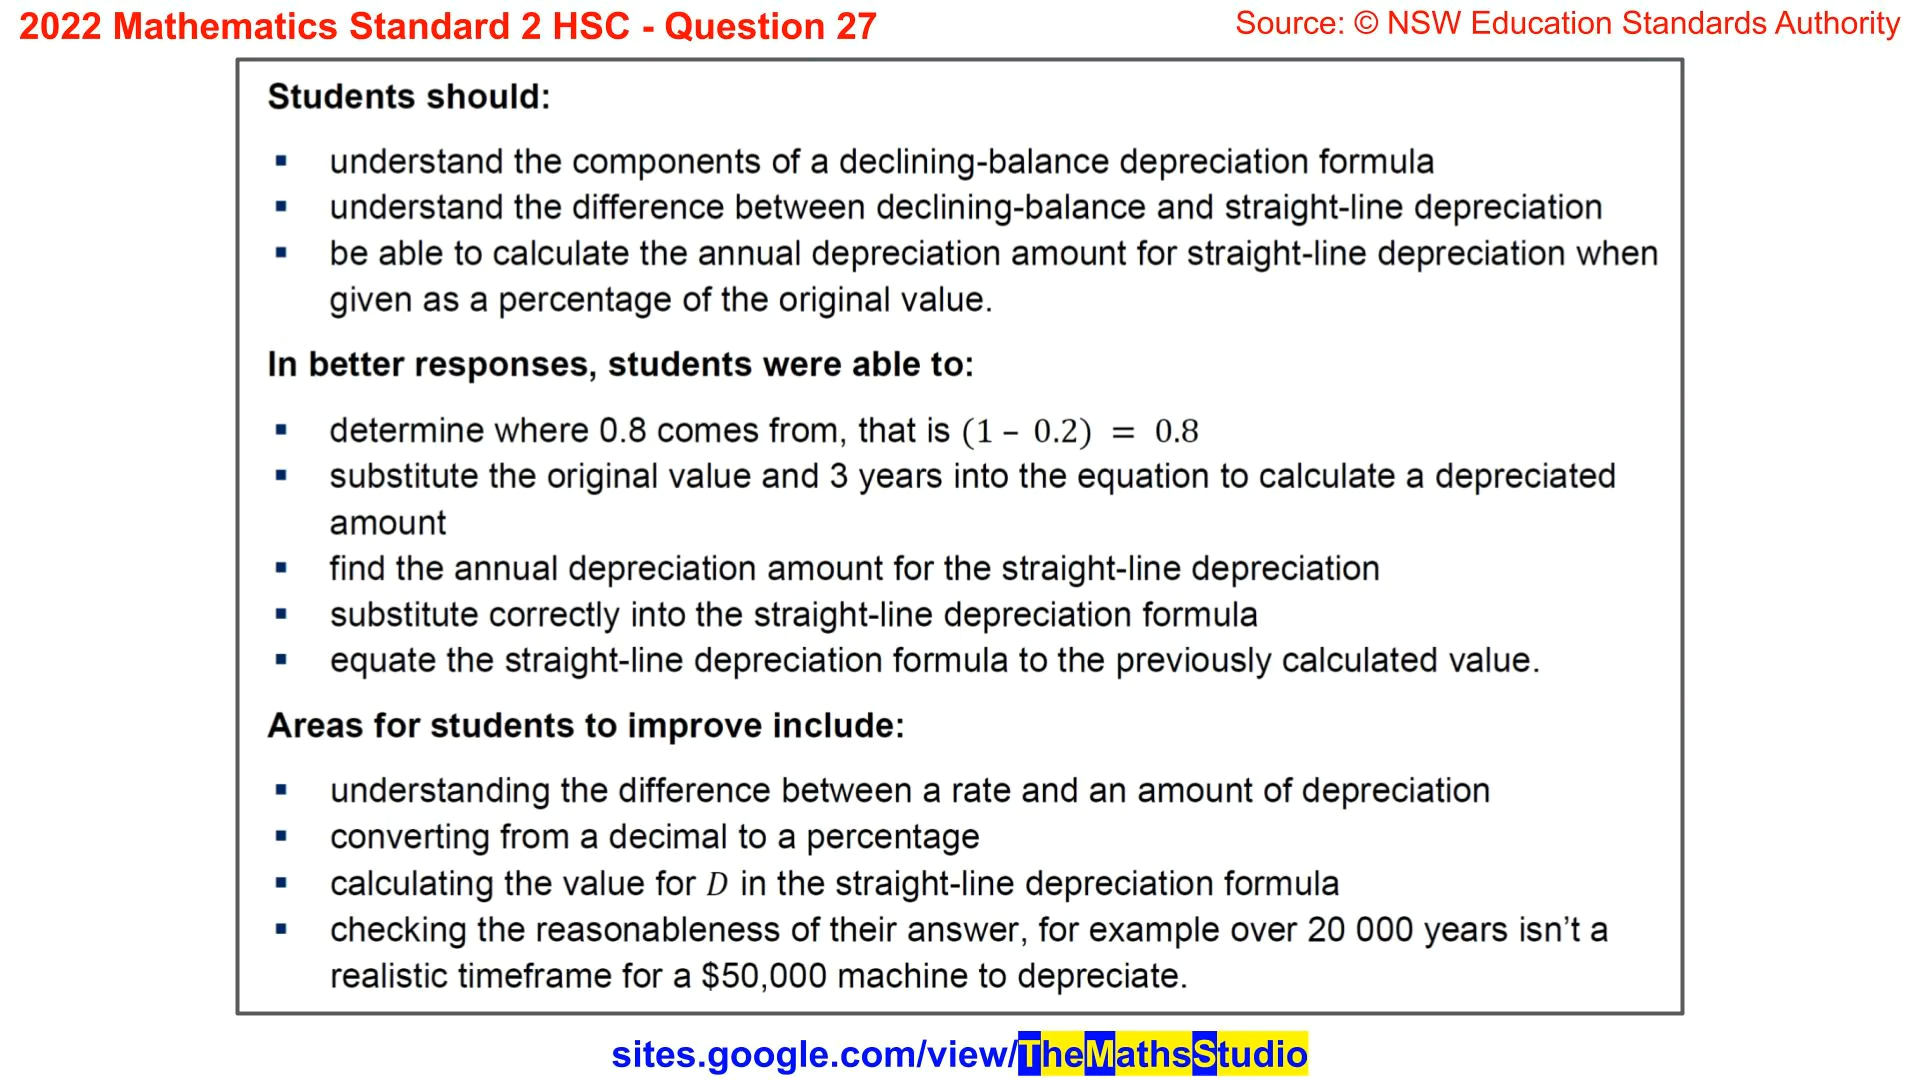 2022 Mathematics Standard 2 HSC - Question 27
Source: © NSW Education Standards Authority
Students should:
▪ understand the components of a declining-balance depreciation formula
▪ understand the difference between declining-balance and straight-line depreciation
▪ be able to calculate the annual depreciation amount for straight-line depreciation when
given as a percentage of the original value.
In better responses, students were able to:
▪ determine where 0.8 comes from, that is (1 – 0.2) = 0.8
▪ substitute the original value and 3 years into the equation to calculate a depreciated
amount
▪ find the annual depreciation amount for the straight-line depreciation
▪ substitute correctly into the straight-line depreciation formula
▪ equate the straight-line depreciation formula to the previously calculated value.
Areas for students to improve include:
▪ understanding the difference between a rate and an amount of depreciation
▪ converting from a decimal to a percentage
▪ calculating the value for D in the straight-line depreciation formula
▪ checking the reasonableness of their answer, for example over 20 000 years isn’t a
realistic timeframe for a $50,000 machine to depreciate.
sites.google.com/view/TheMathsStudio